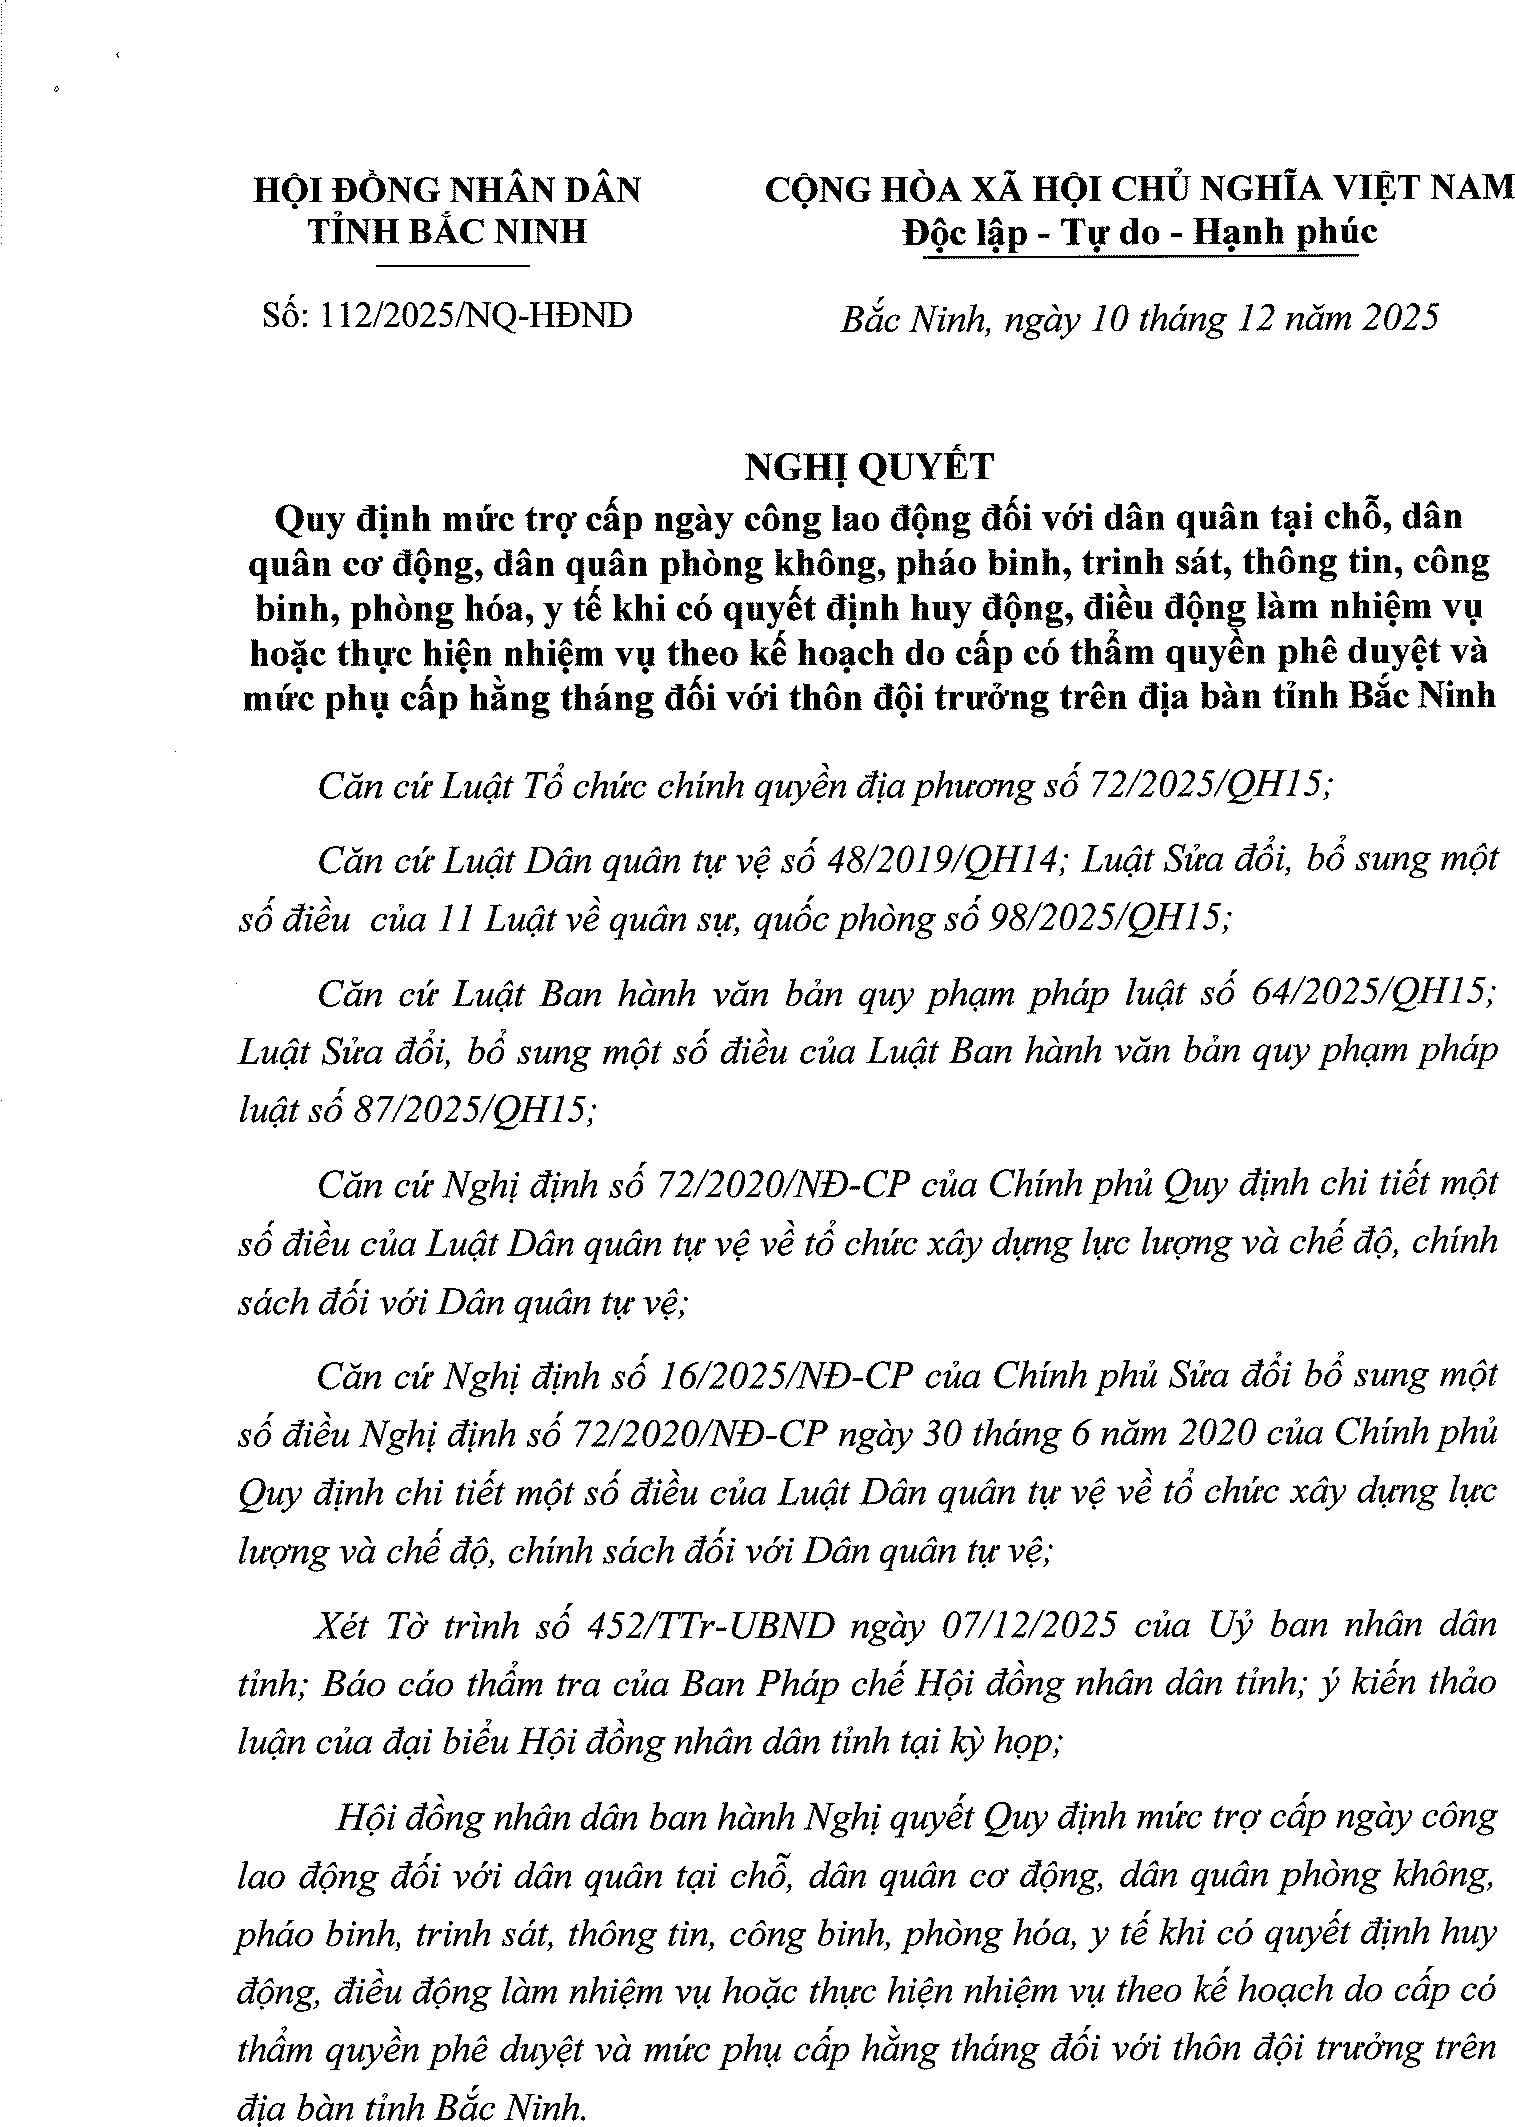 HỘI ĐỒNG NHÂN DÂN
TỈNH BẮC NINH
Số: 112/2025/NQ-HĐND
CỘNG HÒA XÃ HỘI CHỦ NGHĨA VIỆT NAM
Độc lập - Tự do - Hạnh phúc
Bắc Ninh, ngày 10 tháng 12 năm 2025
NGHỊ QUYẾT
Quy định mức trợ cấp ngày công lao động đối với dân quân tại chỗ, dân
quân cơ động, dân quân phòng không, pháo binh, trinh sát, thông tin, công
binh, phòng hóa, y tế khi có quyết định huy động, điều động làm nhiệm vụ
hoặc thực hiện nhiệm vụ theo kế hoạch do cấp có thẩm quyền phê duyệt và
mức phụ cấp hằng tháng đối với thôn đội trưởng trên địa bàn tỉnh Bắc Ninh
Căn cứ Luật Tổ chức chính quyền địa phương số 72/2025/QH15;
Căn cứ Luật Dân quân tự vệ số 48/2019/QH14; Luật Sửa đổi, bổ sung một
số điều của 11 Luật về quân sự, quốc phòng số 98/2025/QH15;
Căn cứ Luật Ban hành văn bản quy phạm pháp luật số 64/2025/QH15;
Luật Sửa đổi, bổ sung một số điều của Luật Ban hành văn bản quy phạm pháp
luật số 87/2025/QH15;
Căn cứ Nghị định số 72/2020/NĐ-CP của Chính phủ Quy định chi tiết một
số điều của Luật Dân quân tự vệ về tổ chức xây dựng lực lượng và chế độ, chính
sách đối với Dân quân tự vệ;
Căn cứ Nghị định số 16/2025/NĐ-CP của Chính phủ Sửa đổi bổ sung một
số điều Nghị định số 72/2020/NĐ-CP ngày 30 tháng 6 năm 2020 của Chính phủ
Quy định chi tiết một số điều của Luật Dân quân tự vệ về tổ chức xây dựng lực
lượng và chế độ, chính sách đối với Dân quân tự vệ;
Xét Tờ trình số 452/TTr-UBND ngày 07/12/2025 của Uỷ ban nhân dân
tỉnh; Báo cáo thẩm tra của Ban Pháp chế Hội đồng nhân dân tỉnh; ý kiến thảo
luận của đại biểu Hội đồng nhân dân tỉnh tại kỳ họp;
Hội đồng nhân dân ban hành Nghị quyết Quy định mức trợ cấp ngày công
lao động đối với dân quân tại chỗ, dân quân cơ động, dân quân phòng không,
pháo binh, trinh sát, thông tin, công binh, phòng hóa, y tế khi có quyết định huy
động, điều động làm nhiệm vụ hoặc thực hiện nhiệm vụ theo kế hoạch do cấp có
thẩm quyền phê duyệt và mức phụ cấp hằng tháng đối với thôn đội trưởng trên
địa bàn tỉnh Bắc Ninh.